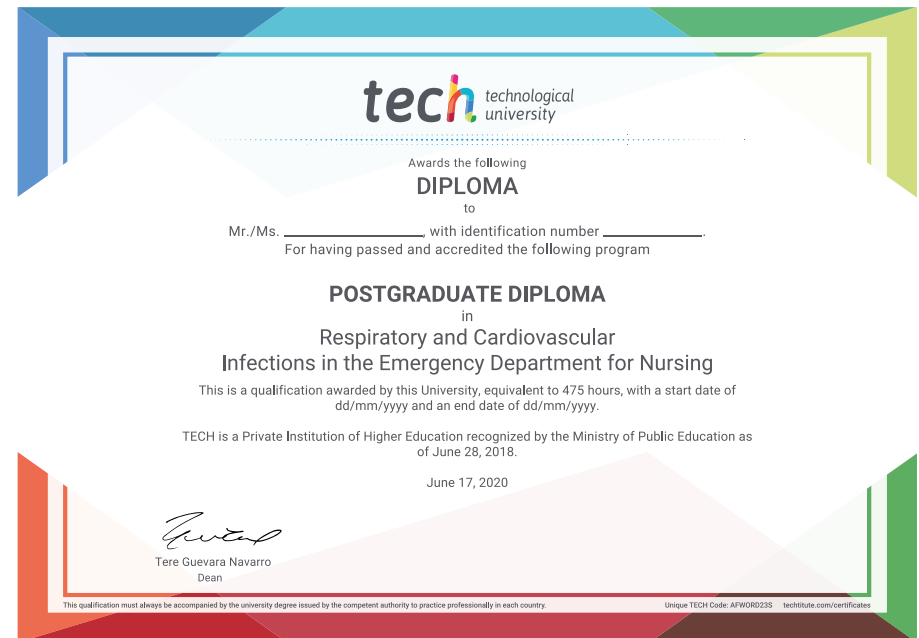 tech technological
university
Awards the following
DIPLOMA
to
Mr./Ms. ____________________, with identification number ______________.
For having passed and accredited the following program
POSTGRADUATE DIPLOMA
in
Respiratory and Cardiovascular
Infections in the Emergency Department for Nursing
This is a qualification awarded by this University, equivalent to 475 hours, with a start date of
dd/mm/yyyy and an end date of dd/mm/yyyy.
TECH is a Private Institution of Higher Education recognized by the Ministry of Public Education as
of June 28, 2018.
June 17, 2020
Tere Guevara Navarro
Dean
This qualification must always be accompanied by the university degree issued by the competent authority to practice professionally in each country.
Unique TECH Code: AFWORD23S techtitute.com/certificates